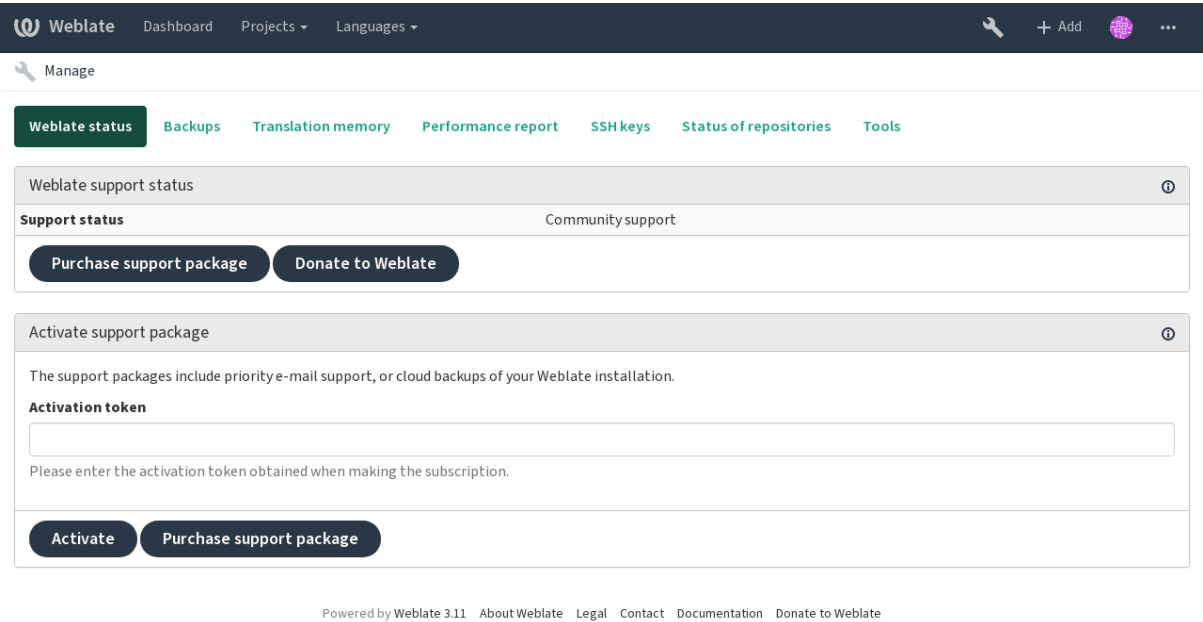 Weblate Dashboard Projects Languages Add
Manage
Weblate status Backups Translation memory Performance report SSH keys Status of repositories Tools
Weblate support status
Support status Community support
Purchase support package Donate to Weblate
Activate support package
The support packages include priority e-mail support, or cloud backups of your Weblate installation.
Activation token
Please enter the activation token obtained when making the subscription.
Activate Purchase support package
Powered by Weblate 3.11 About Weblate Legal Contact Documentation Donate to Weblate